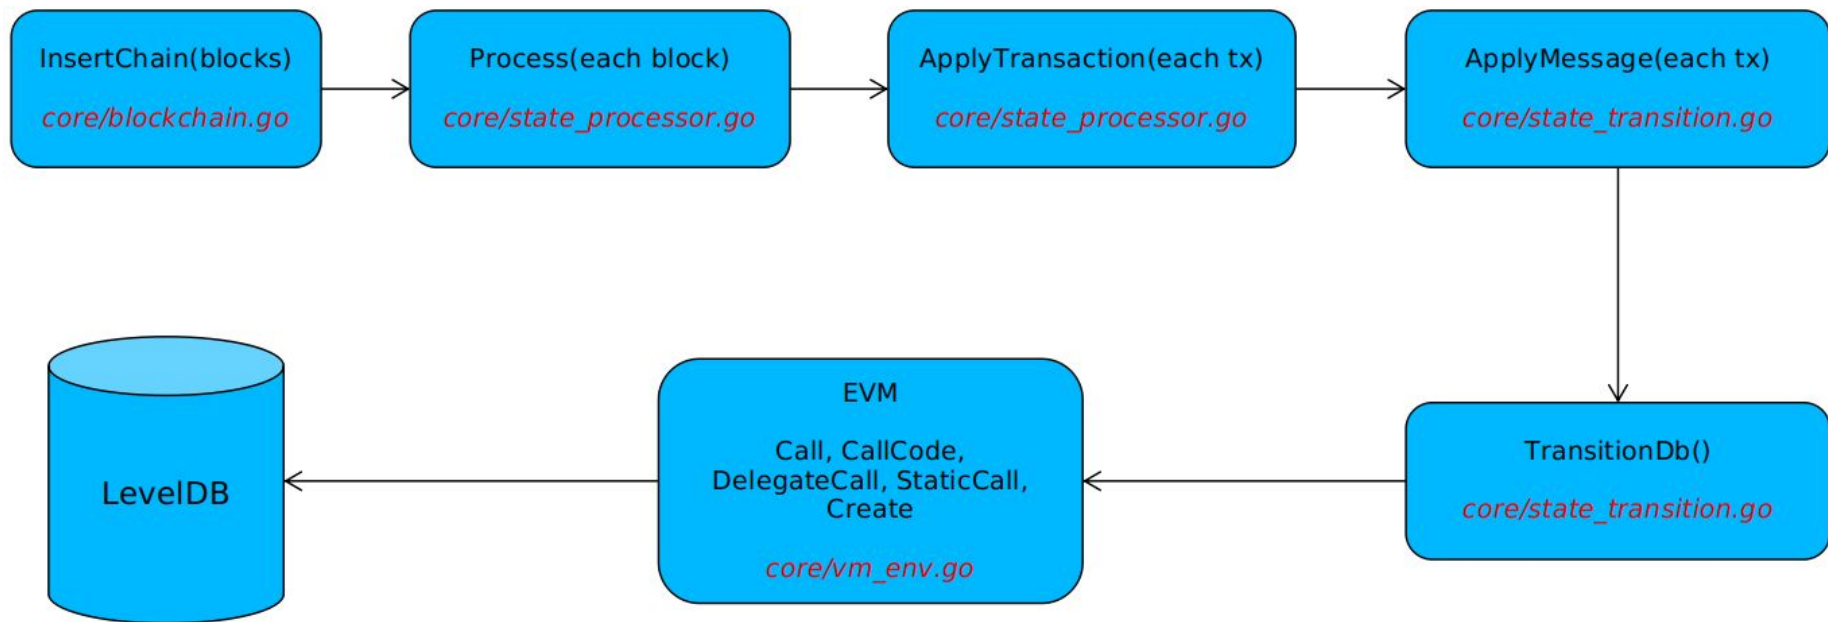 InsertChain(blocks)
core/blockchain.go
Process(each block)
core/state_processor.go
ApplyTransaction(each tx)
core/state_processor.go
ApplyMessage(each tx)
core/state_transition.go
TransitionDb()
core/state_transition.go
EVM
Call, CallCode,
DelegateCall, StaticCall,
Create
core/vm_env.go
LevelDB